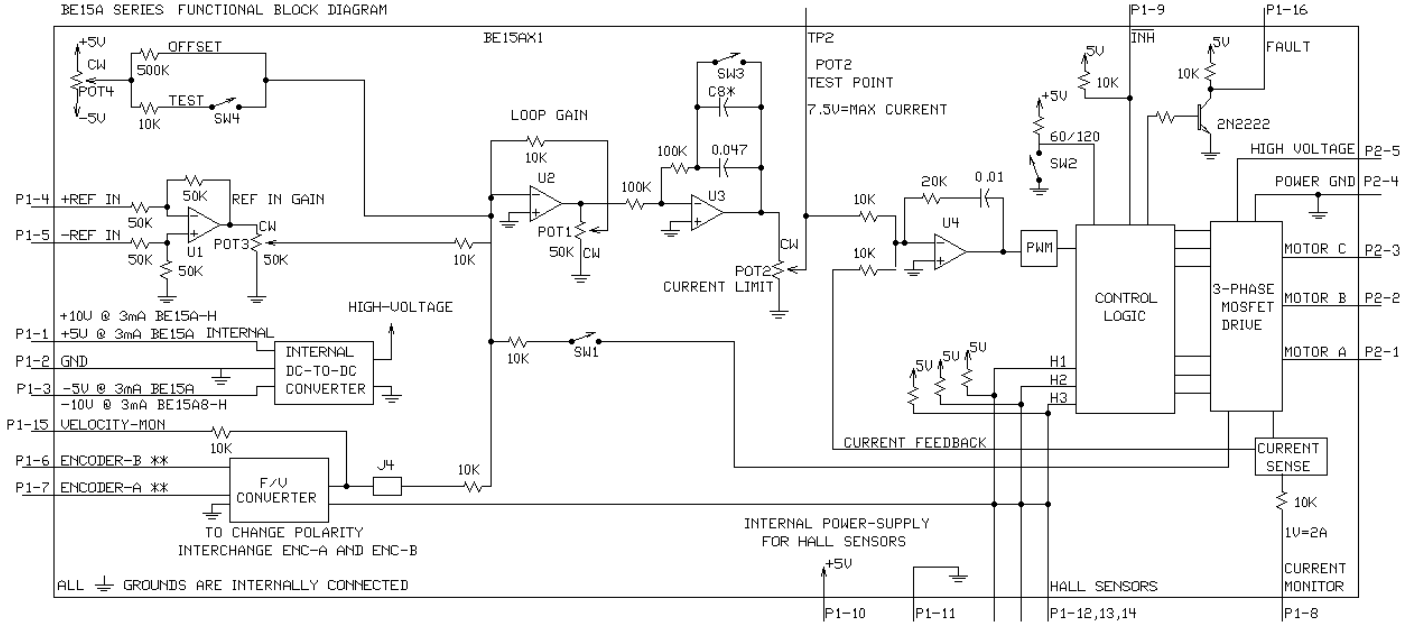 BE15A SERIES FUNCTIONAL BLOCK DIAGRAM
P1-9
P1-16
BE15AX1
TP2
INH
+5V
OFFSET
CW
500K
POT4
TEST
-5V
10K
SW4
SW3
C8*
POT2
TEST POINT
7.5V=MAX CURRENT
5V
10K
5V
FAULT
10K
+5V
60/120
2N2222
SW2
LOOP GAIN
10K
100K
0.047
HIGH VOLTAGE
P2-5
POWER GND
P2-4
P1-4
+REF IN
50K
50K
REF IN GAIN
U2
100K
U3
10K
20K
0.01
U4
P1-5
-REF IN
50K
U1
CW
POT3
50K
50K
10K
POT1
50K
CW
CW
POT2
CURRENT LIMIT
10K
PWM
MOTOR C
P2-3
CONTROL
LOGIC
3-PHASE
MOSFET
DRIVE
MOTOR B
P2-2
MOTOR A
P2-1
+10V @ 3mA BE15A-H
P1-1
+5V @ 3mA BE15A INTERNAL
HIGH-VOLTAGE
P1-2
GND
INTERNAL
DC-TO-DC
CONVERTER
10K
SW1
P1-3
-5V @ 3mA BE15A
-10V @ 3mA BE15A8-H
5V
5V
5V
H1
H2
H3
P1-15
VELOCITY-MON
10K
CURRENT FEEDBACK
CURRENT
SENSE
P1-6
ENCODER-B **
J4
10K
P1-7
ENCODER-A **
F/V
CONVERTER
10K
TO CHANGE POLARITY
INTERCHANGE ENC-A AND ENC-B
INTERNAL POWER-SUPPLY
FOR HALL SENSORS
1V=2A
+5V
ALL GROUNDS ARE INTERNALLY CONNECTED
HALL SENSORS
CURRENT
MONITOR
P1-10
P1-11
P1-12,13,14
P1-8